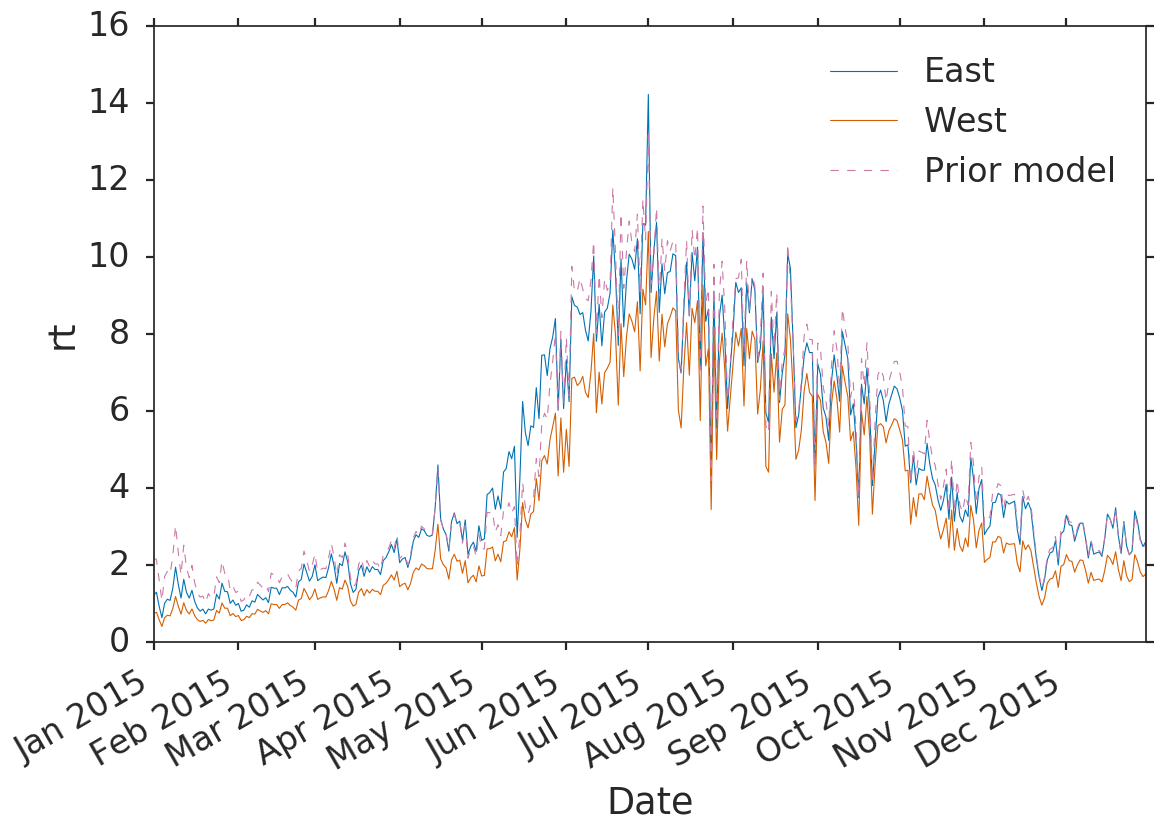 16
14
12
10
8
6
4
2
0
rt
East
West
Prior model
Jan 2015
Feb 2015
Mar 2015
Apr 2015
May 2015
Jun 2015
Jul 2015
Aug 2015
Sep 2015
Oct 2015
Nov 2015
Dec 2015
Date